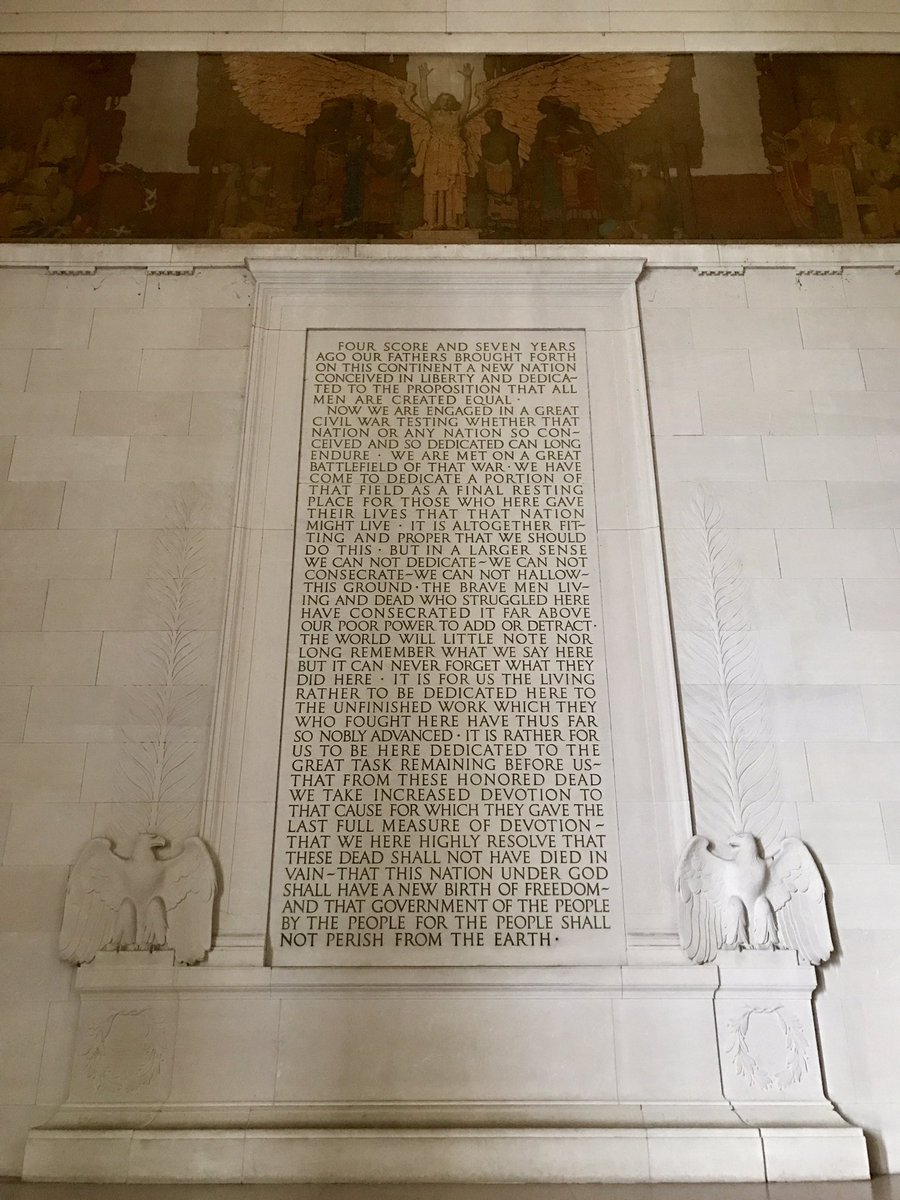 FOUR SCORE AND SEVEN YEARS
AGO OUR FATHERS BROUGHT FORTH
ON THIS CONTINENT A NEW NATION
CONCEIVED IN LIBERTY AND DEDICA~
TED TO THE PROPOSITION THAT ALL
MEN ARE CREATED EQUAL ·
NOW WE ARE ENGAGED IN A GREAT
CIVIL WAR TESTING WHETHER THAT
NATION OR ANY NATION SO CON~
CEIVED AND SO DEDICATED CAN LONG
ENDURE · WE ARE MET ON A GREAT
BATTLEFIELD OF THAT WAR · WE HAVE
COME TO DEDICATE A PORTION OF
THAT FIELD AS A FINAL RESTING
PLACE FOR THOSE WHO HERE GAVE
THEIR LIVES THAT THAT NATION
MIGHT LIVE · IT IS ALTOGETHER FIT~
TING AND PROPER THAT WE SHOULD
DO THIS · BUT IN A LARGER SENSE
WE CAN NOT DEDICATE~WE CAN NOT
CONSECRATE~WE CAN NOT HALLOW~
THIS GROUND · THE BRAVE MEN LIV~
ING AND DEAD WHO STRUGGLED HERE
HAVE CONSECRATED IT FAR ABOVE
OUR POOR POWER TO ADD OR DETRACT ·
THE WORLD WILL LITTLE NOTE NOR
LONG REMEMBER WHAT WE SAY HERE
BUT IT CAN NEVER FORGET WHAT THEY
DID HERE · IT IS FOR US THE LIVING
RATHER TO BE DEDICATED HERE TO
THE UNFINISHED WORK WHICH THEY
WHO FOUGHT HERE HAVE THUS FAR
SO NOBLY ADVANCED · IT IS RATHER FOR
US TO BE HERE DEDICATED TO THE
GREAT TASK REMAINING BEFORE US~
THAT FROM THESE HONORED DEAD
WE TAKE INCREASED DEVOTION TO
THAT CAUSE FOR WHICH THEY GAVE THE
LAST FULL MEASURE OF DEVOTION~
THAT WE HERE HIGHLY RESOLVE THAT
THESE DEAD SHALL NOT HAVE DIED IN
VAIN~THAT THIS NATION UNDER GOD
SHALL HAVE A NEW BIRTH OF FREEDOM~
AND THAT GOVERNMENT OF THE PEOPLE
BY THE PEOPLE FOR THE PEOPLE SHALL
NOT PERISH FROM THE EARTH ·